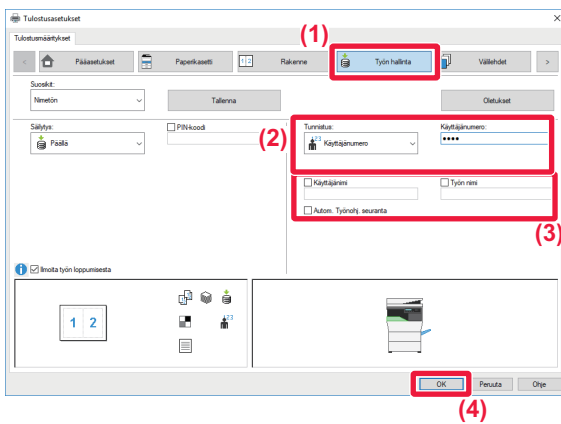 Tulostusasetukset
Tulostusmääritykset
(1)
Pääasetukset Paperikasetti Rakenne Työn hallinta Välilehdet
Suosikit:
Nimetön Tallenna Oletukset
Säilytys: PIN-koodi (2) Tunnistus: Käyttäjänumero:
Päällä Käyttäjänumero ••••
Käyttäjänimi Työn nimi
Autom. Työnohj. seuranta
(3)
Ilmoita työn loppumisesta
1 2
OK Peruuta Ohje
(4)